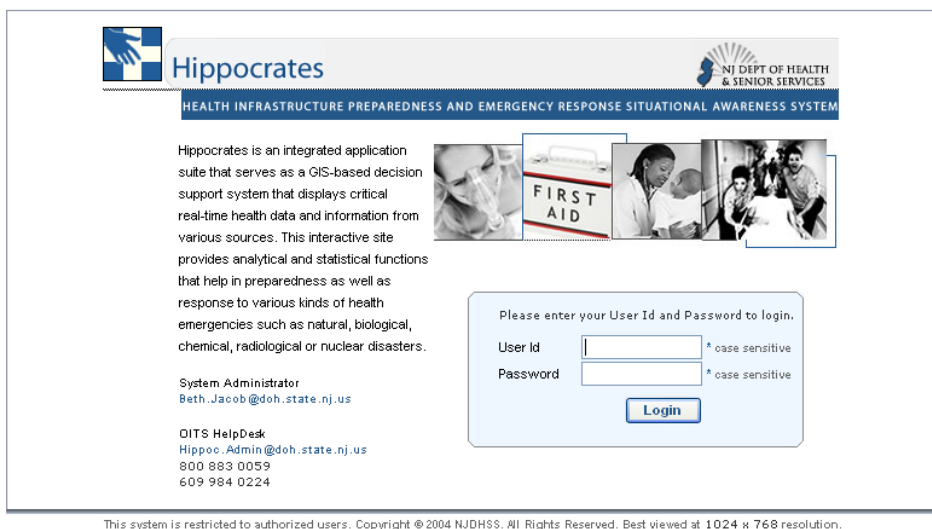 Hippocrates
NJ DEPT OF HEALTH
& SENIOR SERVICES
HEALTH INFRASTRUCTURE PREPAREDNESS AND EMERGENCY RESPONSE SITUATIONAL AWARENESS SYSTEM
Hippocrates is an integrated application
suite that serves as a GIS-based decision
support system that displays critical
real-time health data and information from
various sources. This interactive site
provides analytical and statistical functions
that help in preparedness as well as
response to various kinds of health
emergencies such as natural, biological,
chemical, radiological or nuclear disasters.
System Administrator
Beth.Jacob@doh.state.nj.us
OITS HelpDesk
Hippoc.Admin@doh.state.nj.us
800 883 0059
609 984 0224
FIRST
AID
Please enter your User Id and Password to login.
User Id * case sensitive
Password * case sensitive
Login
This system is restricted to authorized users. Copyright © 2004 NJDHSS. All Rights Reserved. Best viewed at 1024 x 768 resolution.